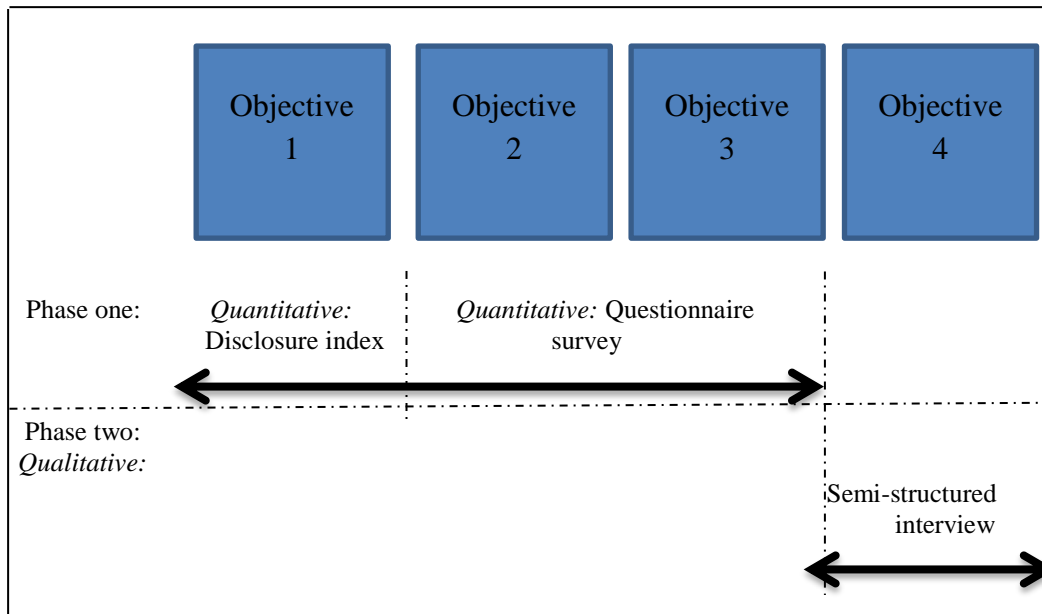 Objective
1
Objective
2
Objective
3
Objective
4
Phase one:
Quantitative:
Disclosure index
Quantitative: Questionnaire
survey
Phase two:
Qualitative:
Semi-structured
interview